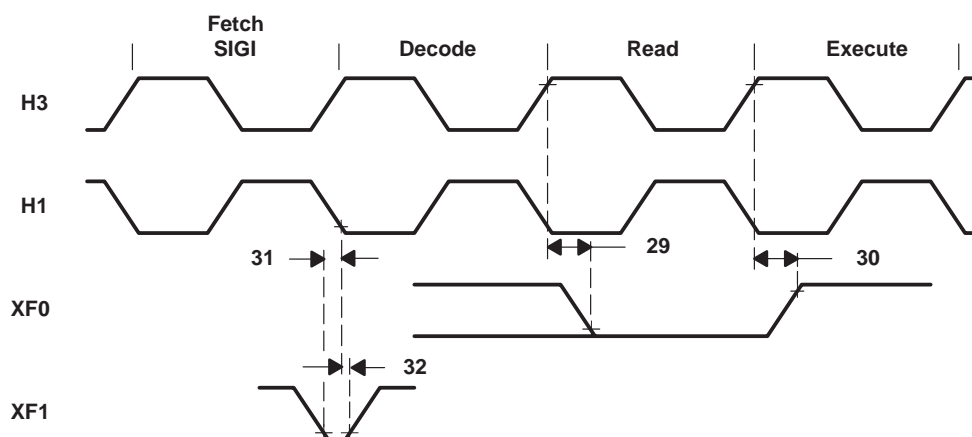 Fetch
SIGI
Decode
Read
Execute
H3
H1
31
29
30
XF0
32
XF1